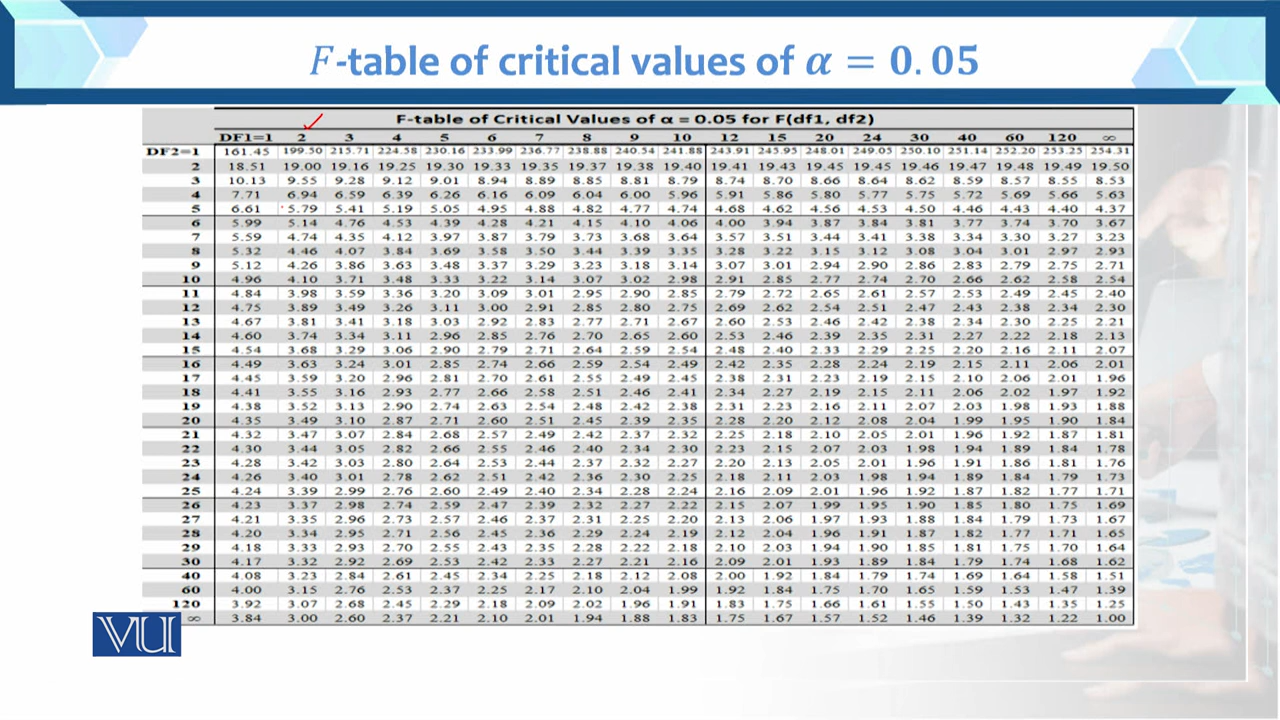 F-table of critical values of α = 0.05
F-table of Critical Values of α = 0.05 for F(df1, df2)
DF1=1 2 3 4 5 6 7 8 9 10 12 15 20 24 30 40 60 120 ∞
DF2=1 161.45 199.50 215.71 224.58 230.16 233.99 236.77 238.88 240.54 241.88 243.91 245.95 248.01 249.05 250.10 251.14 252.20 253.25 254.31
2 18.51 19.00 19.16 19.25 19.30 19.33 19.35 19.37 19.38 19.40 19.41 19.43 19.45 19.45 19.46 19.47 19.48 19.49 19.50
3 10.13 9.55 9.28 9.12 9.01 8.94 8.89 8.85 8.81 8.79 8.74 8.70 8.66 8.64 8.62 8.59 8.57 8.55 8.53
4 7.71 6.94 6.59 6.39 6.26 6.16 6.09 6.04 6.00 5.96 5.91 5.86 5.80 5.77 5.75 5.72 5.69 5.66 5.63
5 6.61 5.79 5.41 5.19 5.05 4.95 4.88 4.82 4.77 4.74 4.68 4.62 4.56 4.53 4.50 4.46 4.43 4.40 4.37
6 5.99 5.14 4.76 4.53 4.39 4.28 4.21 4.15 4.10 4.06 4.00 3.94 3.87 3.84 3.81 3.77 3.74 3.70 3.67
7 5.59 4.74 4.35 4.12 3.97 3.87 3.79 3.73 3.68 3.64 3.57 3.51 3.44 3.41 3.38 3.34 3.30 3.27 3.23
8 5.32 4.46 4.07 3.84 3.69 3.58 3.50 3.44 3.39 3.35 3.28 3.22 3.15 3.12 3.08 3.04 3.01 2.97 2.93
9 5.12 4.26 3.86 3.63 3.48 3.37 3.29 3.23 3.18 3.14 3.07 3.01 2.94 2.90 2.86 2.83 2.79 2.75 2.71
10 4.96 4.10 3.71 3.48 3.33 3.22 3.14 3.07 3.02 2.98 2.91 2.85 2.77 2.74 2.70 2.66 2.62 2.58 2.54
11 4.84 3.98 3.59 3.36 3.20 3.09 3.01 2.95 2.90 2.85 2.79 2.72 2.65 2.61 2.57 2.53 2.49 2.45 2.40
12 4.75 3.89 3.49 3.26 3.11 3.00 2.91 2.85 2.80 2.75 2.69 2.62 2.54 2.51 2.47 2.43 2.38 2.34 2.30
13 4.67 3.81 3.41 3.18 3.03 2.92 2.83 2.77 2.71 2.67 2.60 2.53 2.46 2.42 2.38 2.34 2.30 2.25 2.21
14 4.60 3.74 3.34 3.11 2.96 2.85 2.76 2.70 2.65 2.60 2.53 2.46 2.39 2.35 2.31 2.27 2.22 2.18 2.13
15 4.54 3.68 3.29 3.06 2.90 2.79 2.71 2.64 2.59 2.54 2.48 2.40 2.33 2.29 2.25 2.20 2.16 2.11 2.07
16 4.49 3.63 3.24 3.01 2.85 2.74 2.66 2.59 2.54 2.49 2.42 2.35 2.28 2.24 2.19 2.15 2.11 2.06 2.01
17 4.45 3.59 3.20 2.96 2.81 2.70 2.61 2.55 2.49 2.45 2.38 2.31 2.23 2.19 2.15 2.10 2.06 2.01 1.96
18 4.41 3.55 3.16 2.93 2.77 2.66 2.58 2.51 2.46 2.41 2.34 2.27 2.19 2.15 2.11 2.06 2.02 1.97 1.92
19 4.38 3.52 3.13 2.90 2.74 2.63 2.54 2.48 2.42 2.38 2.31 2.23 2.16 2.11 2.07 2.03 1.98 1.93 1.88
20 4.35 3.49 3.10 2.87 2.71 2.60 2.51 2.45 2.39 2.35 2.28 2.20 2.12 2.08 2.04 1.99 1.95 1.90 1.84
21 4.32 3.47 3.07 2.84 2.68 2.57 2.49 2.42 2.37 2.32 2.25 2.18 2.10 2.05 2.01 1.96 1.92 1.87 1.81
22 4.30 3.44 3.05 2.82 2.66 2.55 2.46 2.40 2.34 2.30 2.23 2.15 2.07 2.03 1.98 1.94 1.89 1.84 1.78
23 4.28 3.42 3.03 2.80 2.64 2.53 2.44 2.37 2.32 2.27 2.20 2.13 2.05 2.01 1.96 1.91 1.86 1.81 1.76
24 4.26 3.40 3.01 2.78 2.62 2.51 2.42 2.36 2.30 2.25 2.18 2.11 2.03 1.98 1.94 1.89 1.84 1.79 1.73
25 4.24 3.39 2.99 2.76 2.60 2.49 2.40 2.34 2.28 2.24 2.16 2.09 2.01 1.96 1.92 1.87 1.82 1.77 1.71
26 4.23 3.37 2.98 2.74 2.59 2.47 2.39 2.32 2.27 2.22 2.15 2.07 1.99 1.95 1.90 1.85 1.80 1.75 1.69
27 4.21 3.35 2.96 2.73 2.57 2.46 2.37 2.31 2.25 2.20 2.13 2.06 1.97 1.93 1.88 1.84 1.79 1.73 1.67
28 4.20 3.34 2.95 2.71 2.56 2.45 2.36 2.29 2.24 2.19 2.12 2.04 1.96 1.91 1.87 1.82 1.77 1.71 1.65
29 4.18 3.33 2.93 2.70 2.55 2.43 2.35 2.28 2.22 2.18 2.10 2.03 1.94 1.90 1.85 1.81 1.75 1.70 1.64
30 4.17 3.32 2.92 2.69 2.53 2.42 2.33 2.27 2.21 2.16 2.09 2.01 1.93 1.89 1.84 1.79 1.74 1.68 1.62
40 4.08 3.23 2.84 2.61 2.45 2.34 2.25 2.18 2.12 2.08 2.00 1.92 1.84 1.79 1.74 1.69 1.64 1.58 1.51
60 4.00 3.15 2.76 2.53 2.37 2.25 2.17 2.10 2.04 1.99 1.92 1.84 1.75 1.70 1.65 1.59 1.53 1.47 1.39
120 3.92 3.07 2.68 2.45 2.29 2.18 2.09 2.02 1.96 1.91 1.83 1.75 1.66 1.61 1.55 1.50 1.43 1.35 1.25
∞ 3.84 3.00 2.60 2.37 2.21 2.10 2.01 1.94 1.88 1.83 1.75 1.67 1.57 1.52 1.46 1.39 1.32 1.22 1.00
VU